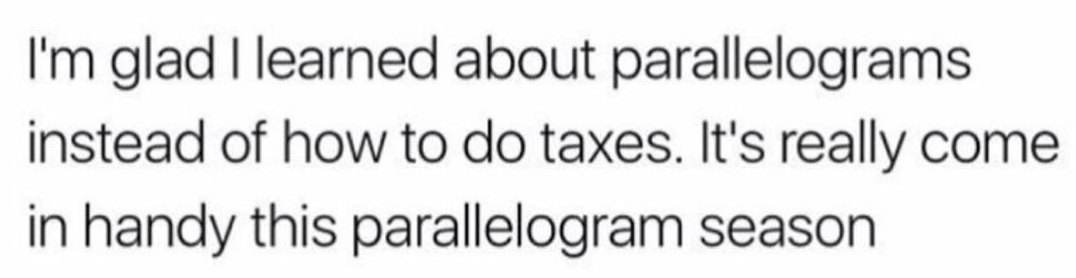 I'm glad I learned about parallelograms
instead of how to do taxes. It's really come
in handy this parallelogram season